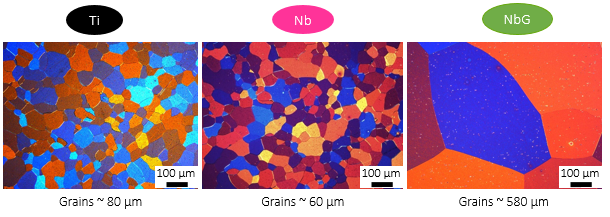 Ti
Nb
NbG
100 µm
100 µm
100 µm
Grains ~ 80 µm
Grains ~ 60 µm
Grains ~ 580 µm